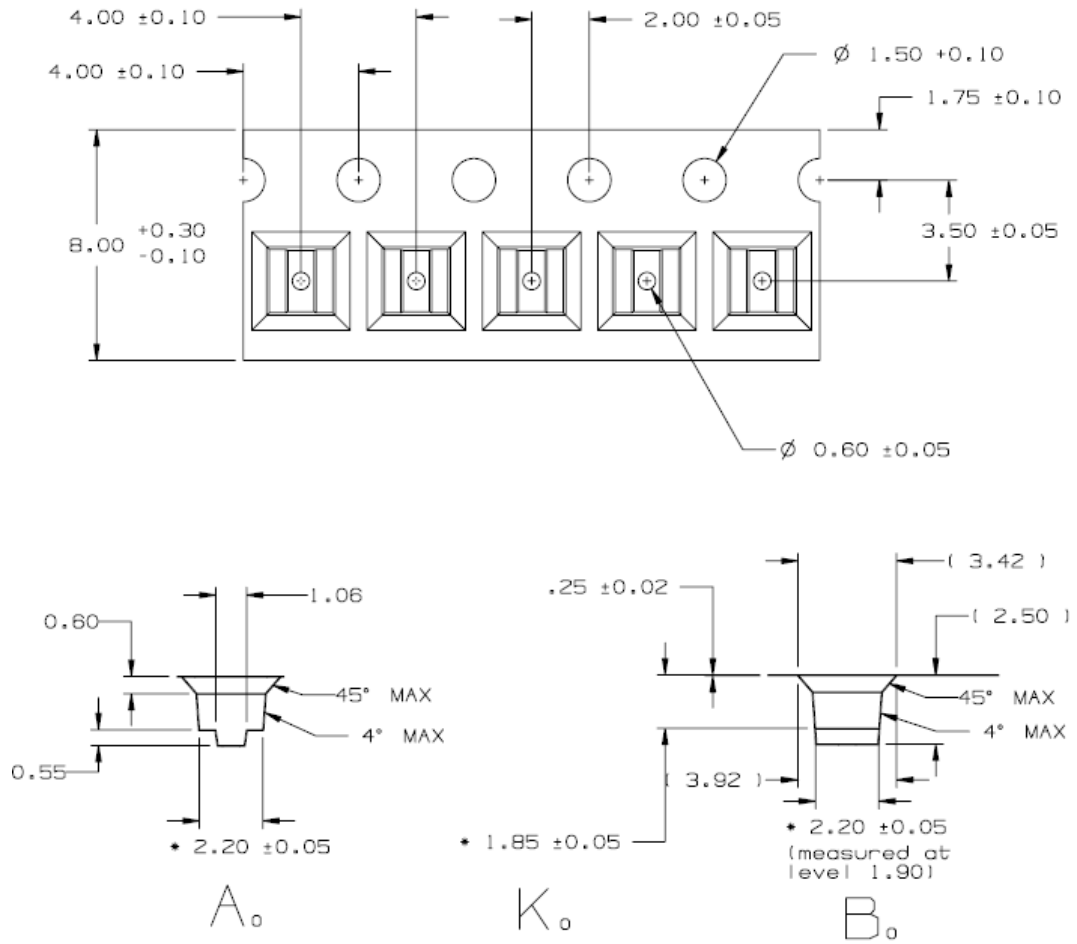 4.00 ±0.10
2.00 ±0.05
4.00 ±0.10
Ø 1.50 +0.10
1.75 ±0.10
8.00 +0.30 -0.10
3.50 ±0.05
Ø 0.60 ±0.05
1.06
0.60
45° MAX
4° MAX
0.55
* 2.20 ±0.05
A₀
.25 ±0.02
( 3.42 )
( 2.50 )
45° MAX
4° MAX
( 3.92 )
* 1.85 ±0.05
* 2.20 ±0.05
(measured at
level 1.90)
K₀
B₀